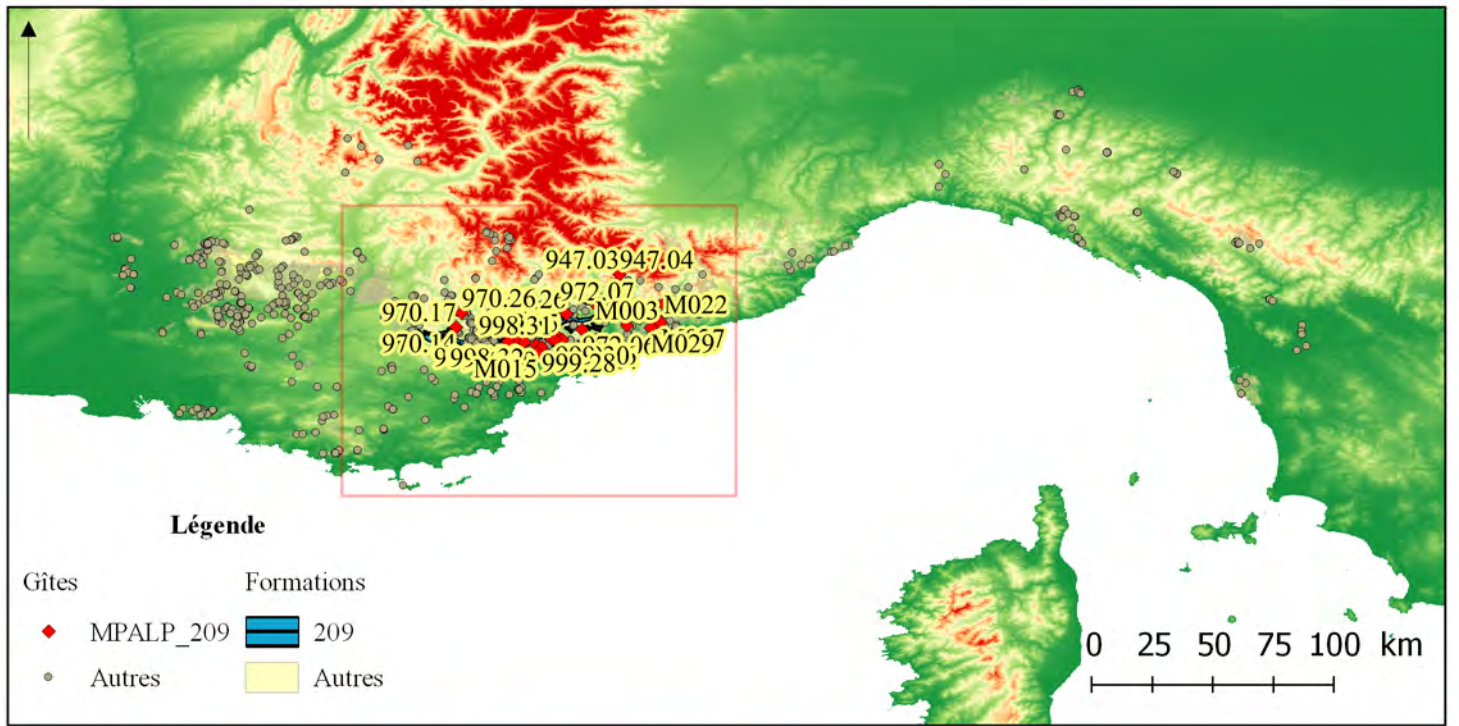 947.03947.04
970.26
972.07
970.17
M003
M022
998.31
M0297
M015
999.28
Légende
Gîtes
Formations
MPALP_209
209
Autres
Autres
0 25 50 75 100 km